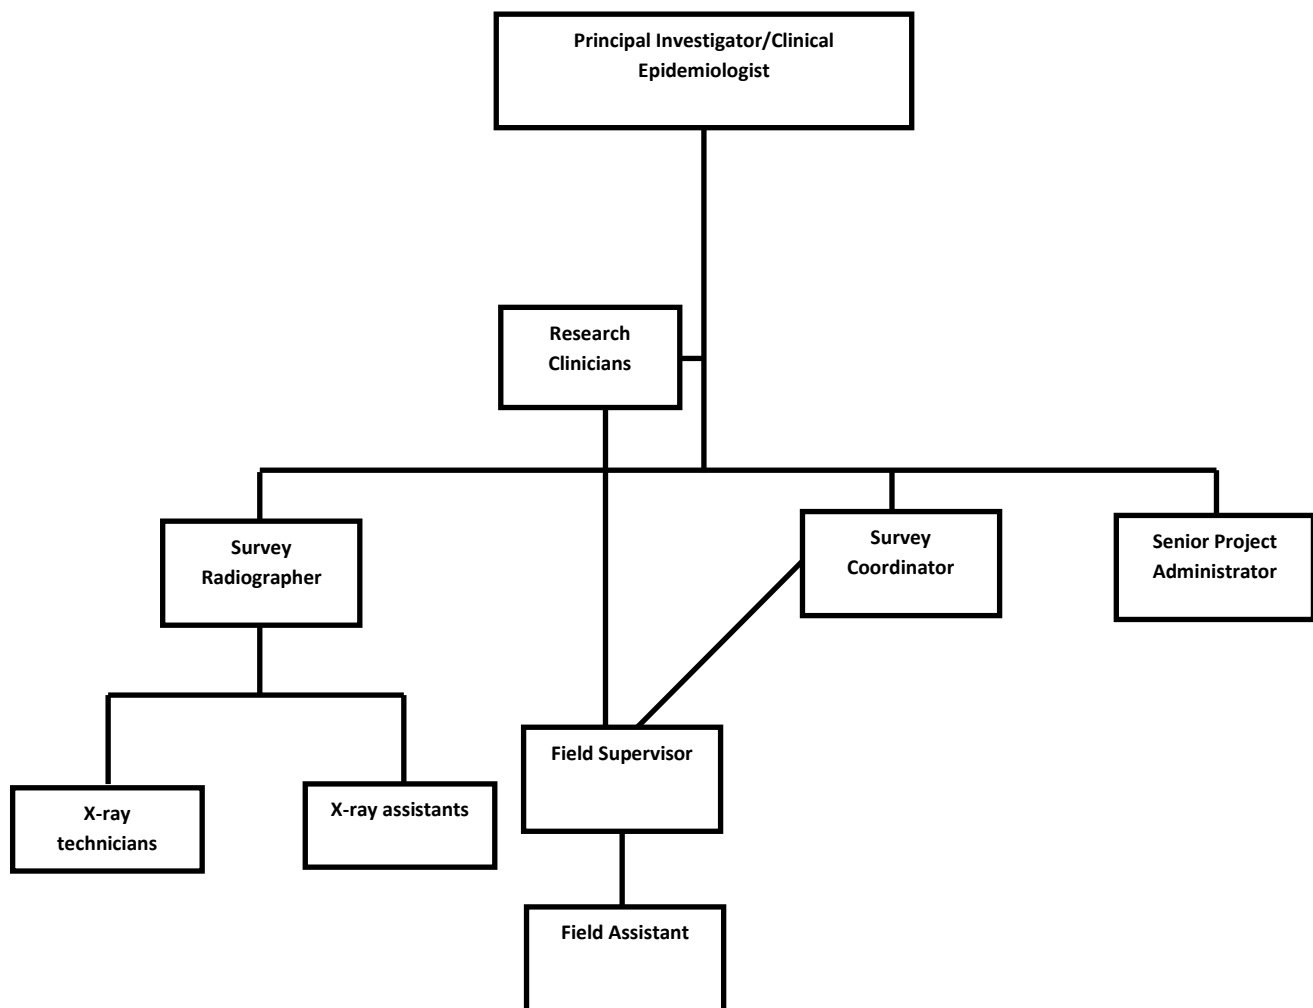 Principal Investigator/Clinical
Epidemiologist
Research
Clinicians
Survey
Radiographer
Survey
Coordinator
Senior Project
Administrator
Field Supervisor
X-ray
technicians
X-ray assistants
Field Assistant